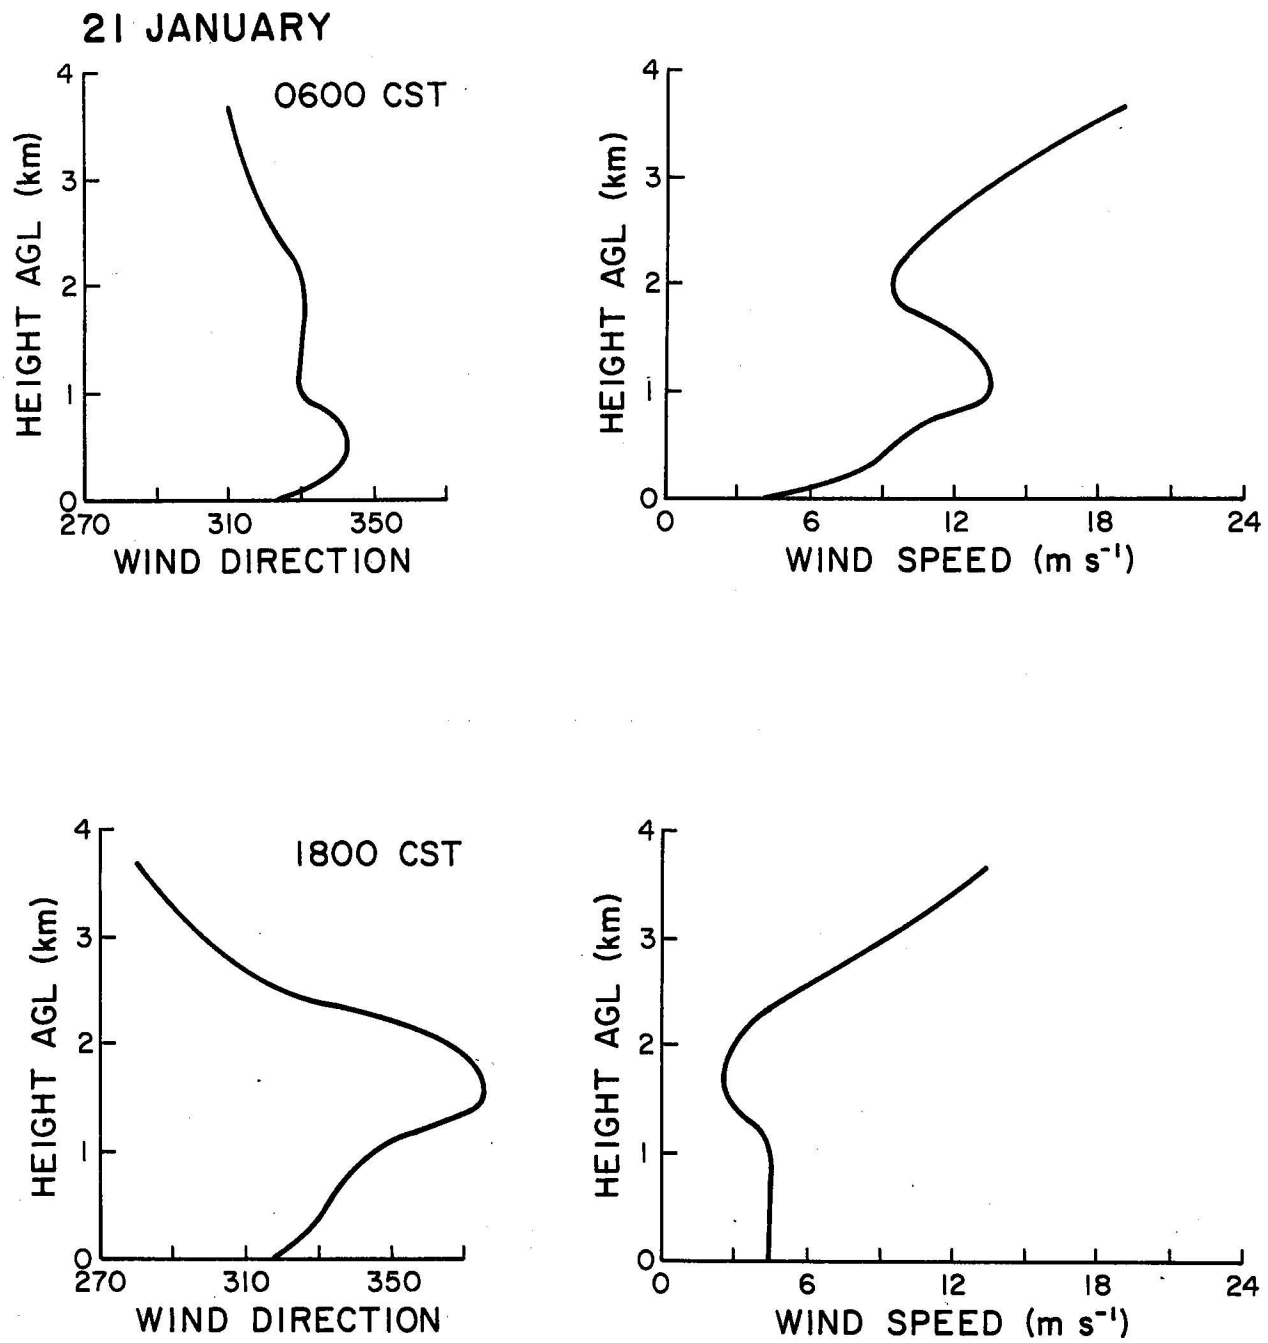 21 JANUARY
0600 CST
4
3
2
1
0
HEIGHT AGL (km)
270 310 350
WIND DIRECTION
4
3
2
1
0
HEIGHT AGL (km)
0 6 12 18 24
WIND SPEED (m s⁻¹)
1800 CST
4
3
2
1
0
HEIGHT AGL (km)
270 310 350
WIND DIRECTION
4
3
2
1
0
HEIGHT AGL (km)
0 6 12 18 24
WIND SPEED (m s⁻¹)